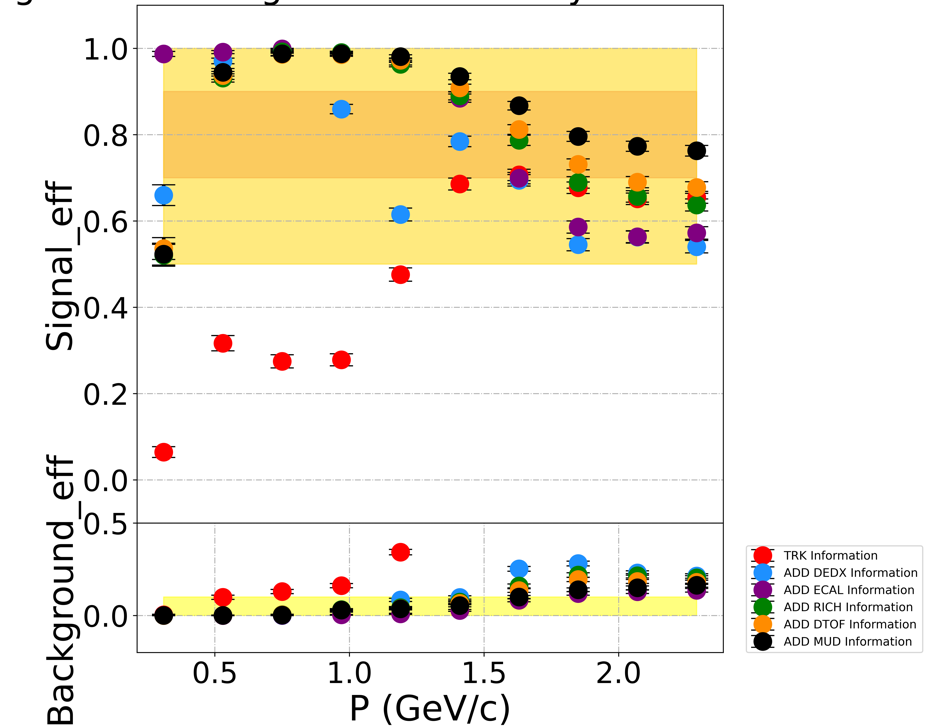 Signal_eff
1.0
0.8
0.6
0.4
0.2
0.0
Background_eff
0.5
0.0
0.5
1.0
1.5
2.0
P (GeV/c)
TRK Information
ADD DEDX Information
ADD ECAL Information
ADD RICH Information
ADD DTOF Information
ADD MUD Information